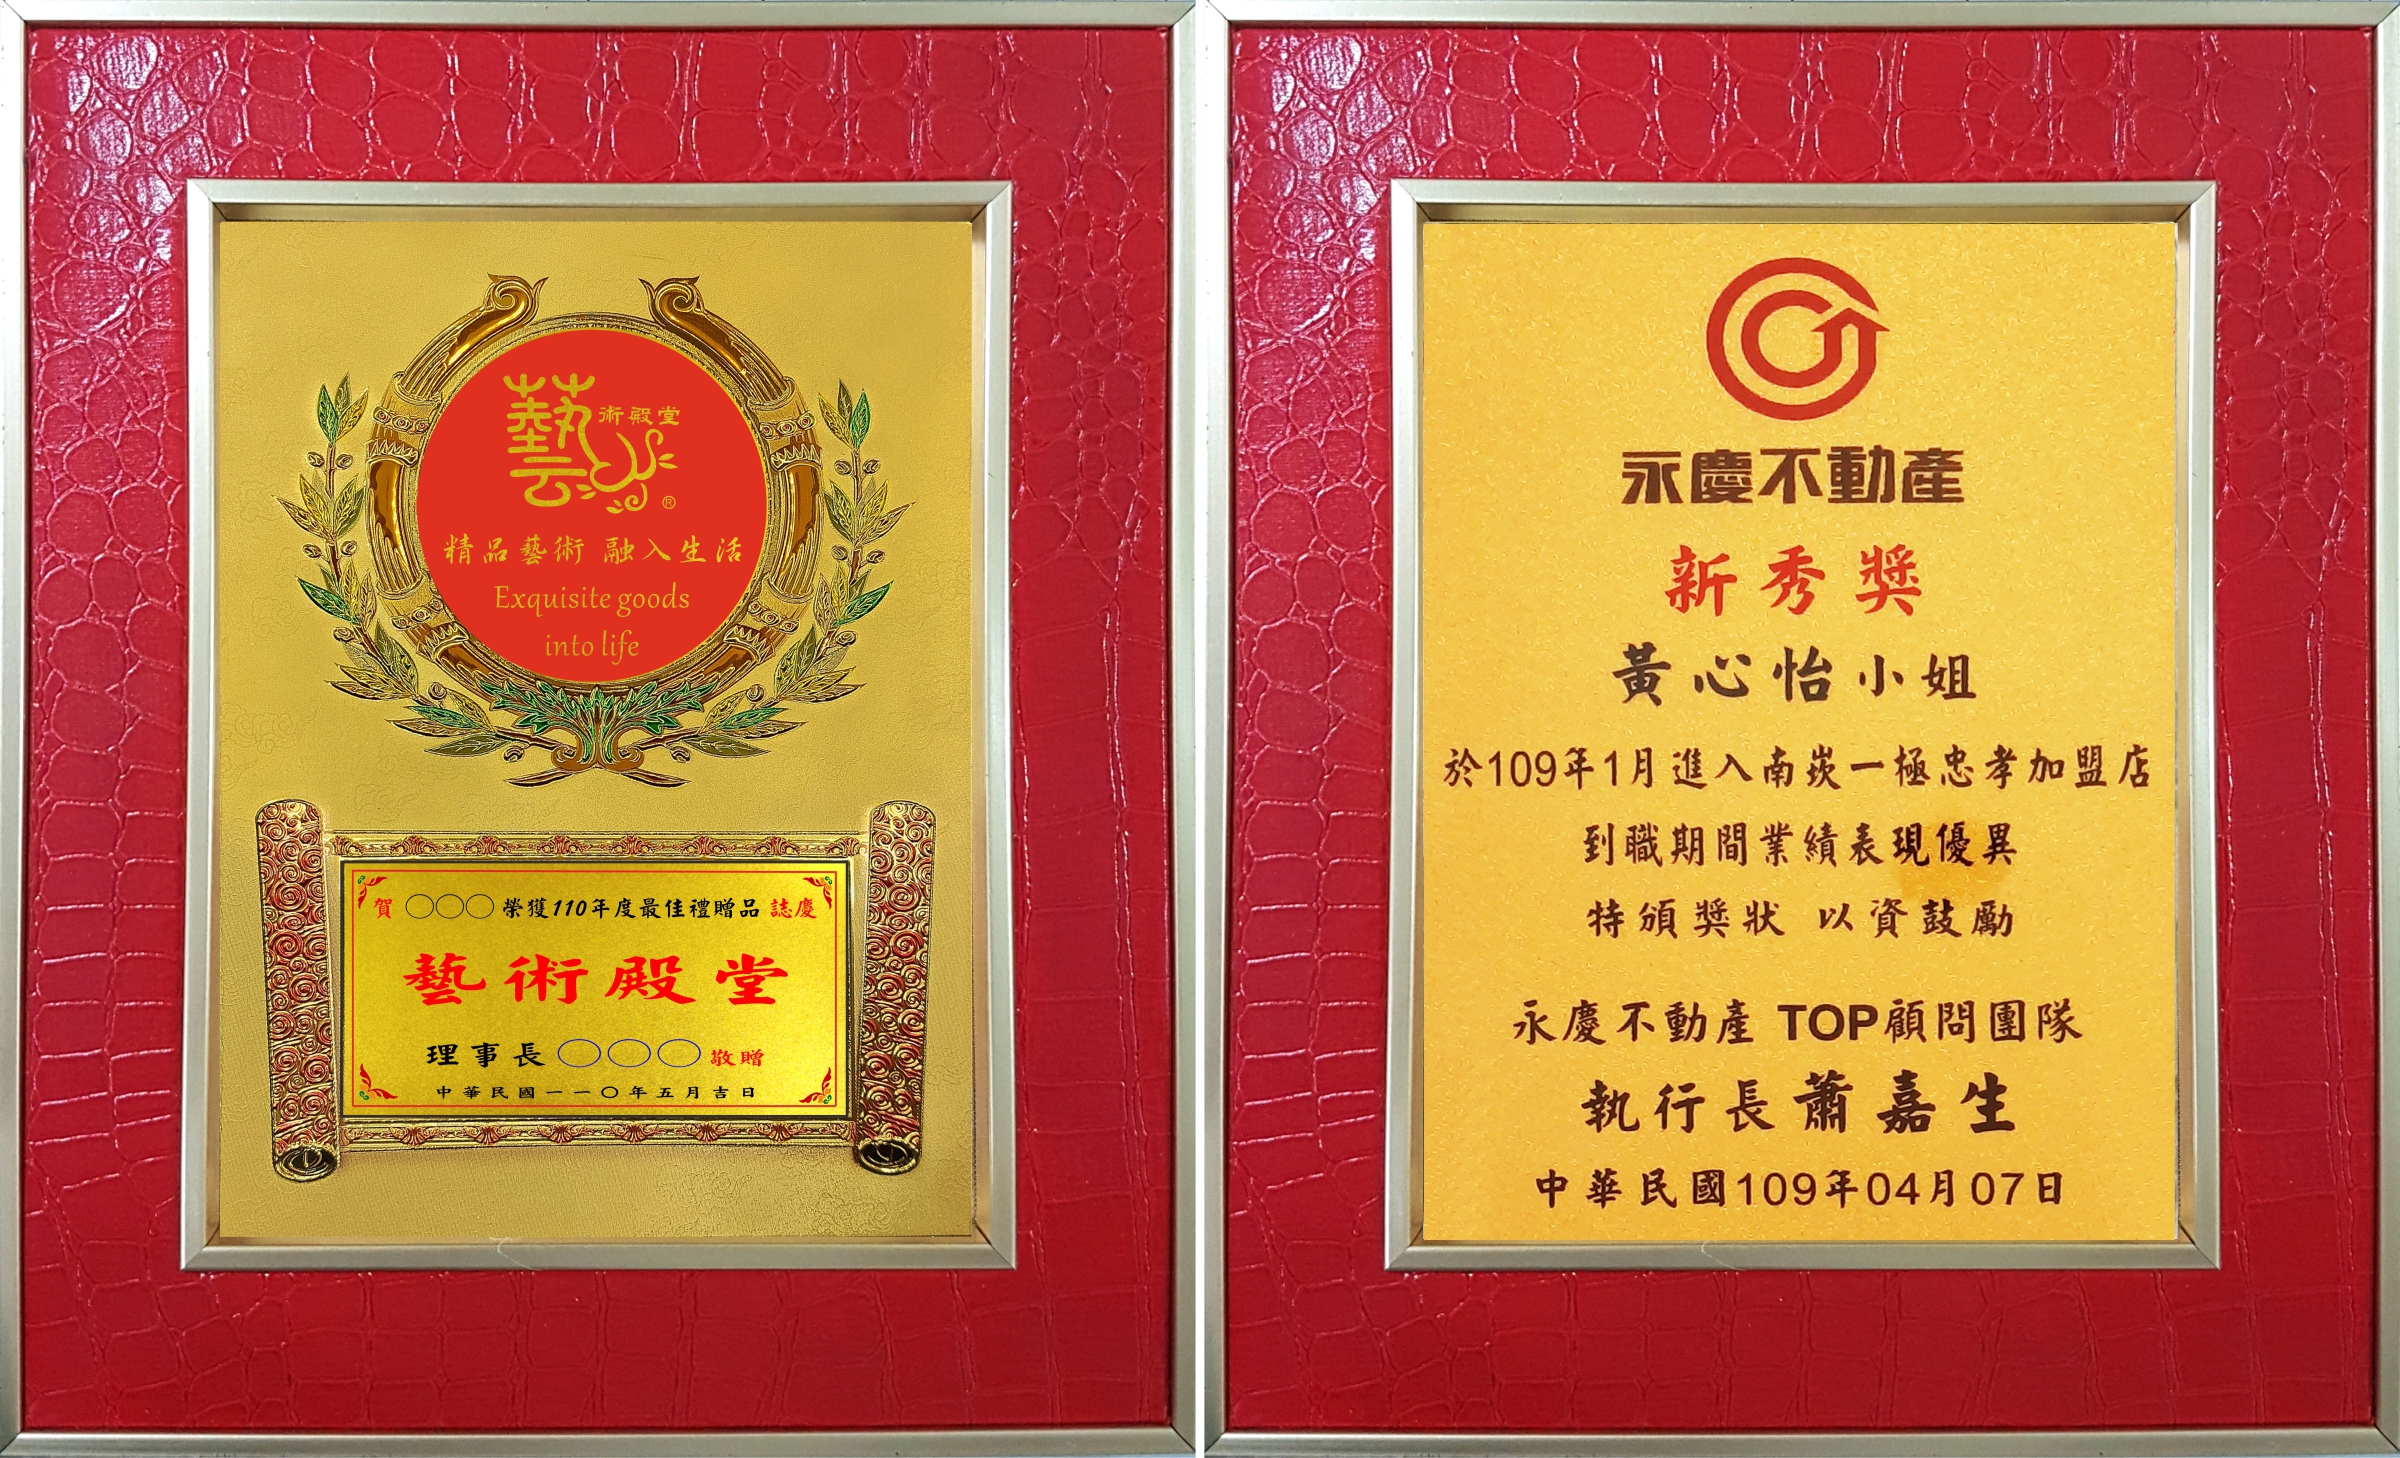 藝術殿堂
®
精品藝術 融入生活
Exquisite goods
into life
賀 ○○○榮獲110年度最佳禮贈品 誌慶
藝術殿堂
理事長○○○敬贈
中華民國一一○年五月吉日
永慶不動產
新秀獎
黃心怡小姐
於109年1月進入南崁一極忠孝加盟店
到職期間業績表現優異
特頒獎狀 以資鼓勵
永慶不動產 TOP顧問團隊
執行長蕭嘉生
中華民國109年04月07日